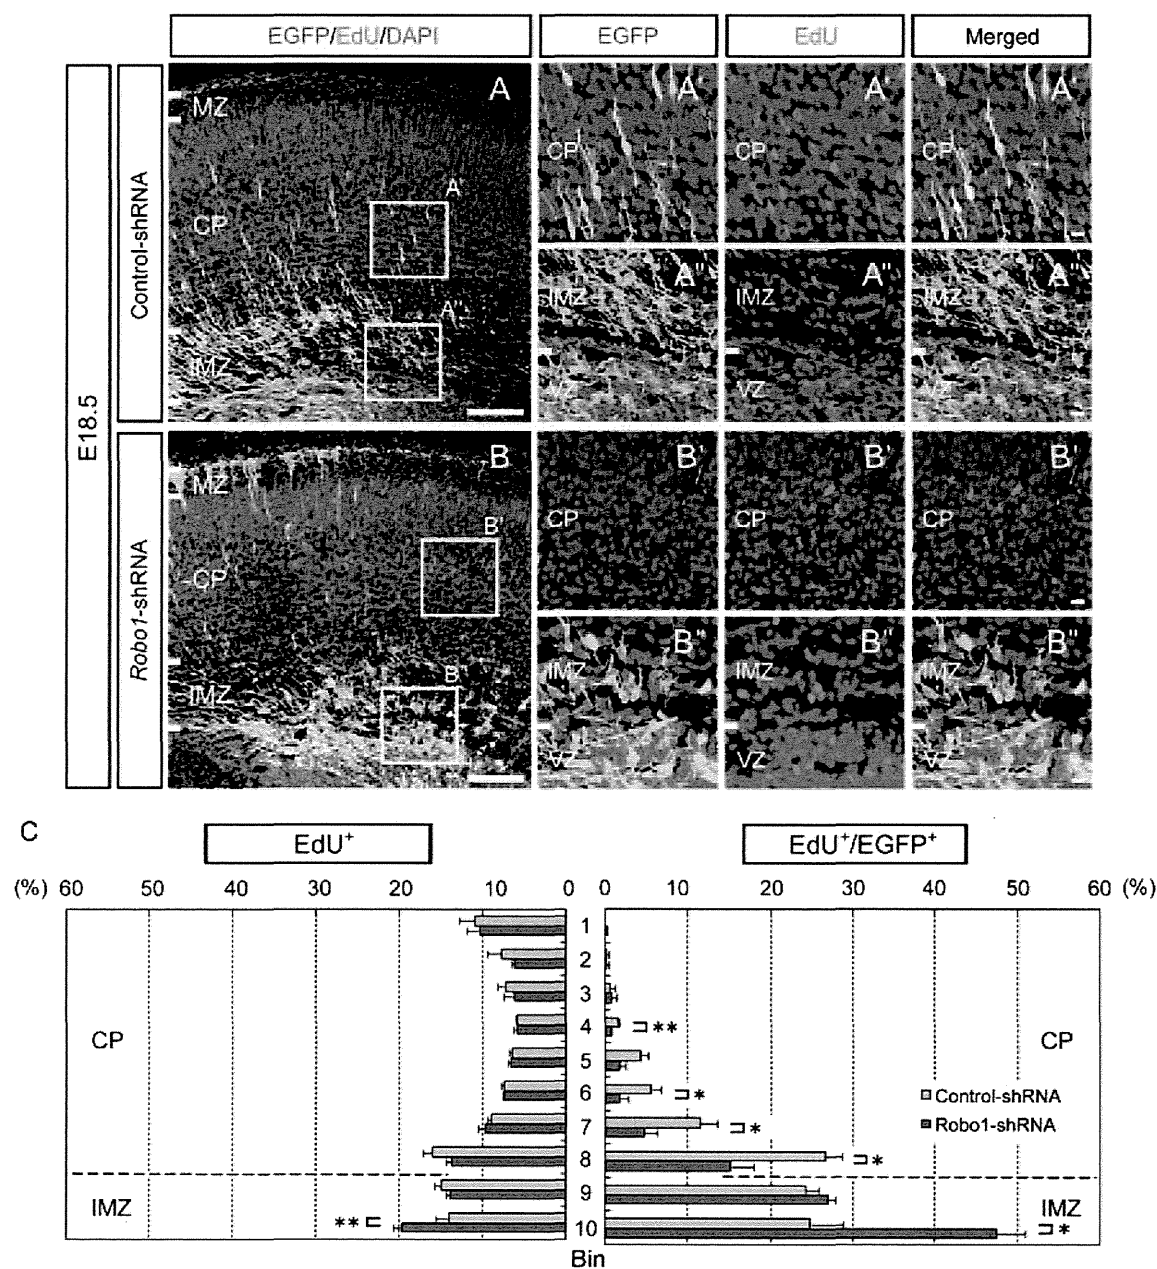 EGFP/EdU/DAPI
EGFP
EdU
Merged
E18.5
Control-shRNA
MZ
A
CP
A'
A"
IMZ
A'
CP
A'
CP
A'
CP
A"
IMZ
VZ
A"
IMZ
VZ
A"
IMZ
VZ
Robo1-shRNA
MZ
B
B'
CP
B"
IMZ
B'
CP
B'
CP
B'
CP
B"
IMZ
VZ
B"
IMZ
VZ
B"
IMZ
VZ
C
EdU+
EdU+/EGFP+
(%) 60 50 40 30 20 10 0
0 10 20 30 40 50 60 (%)
1
2
3
4 **
5
6 *
7 *
8 *
9
** 10 *
CP
CP
Control-shRNA
Robo1-shRNA
IMZ
IMZ
Bin